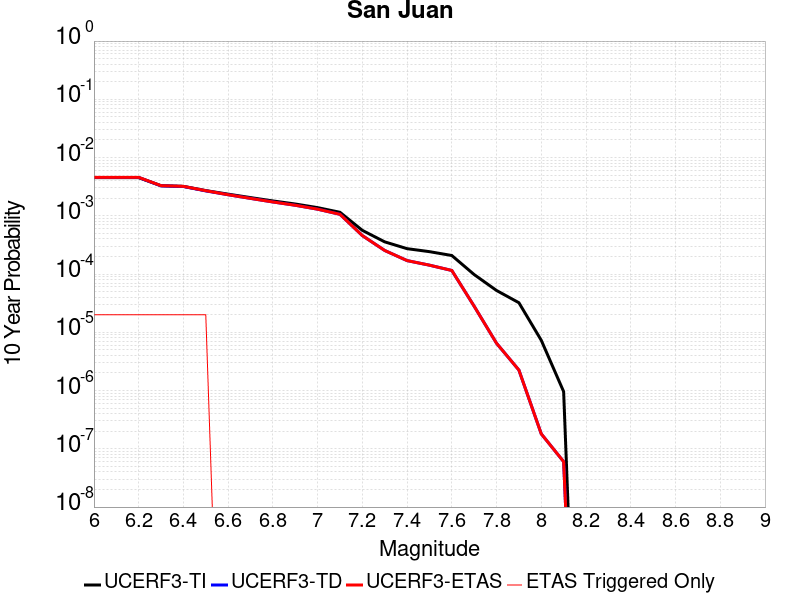 San Juan
10^0
10^-1
10^-2
10^-3
10^-4
10^-5
10^-6
10^-7
10^-8
10 Year Probability
6 6.2 6.4 6.6 6.8 7 7.2 7.4 7.6 7.8 8 8.2 8.4 8.6 8.8 9
Magnitude
UCERF3-TI UCERF3-TD UCERF3-ETAS ETAS Triggered Only